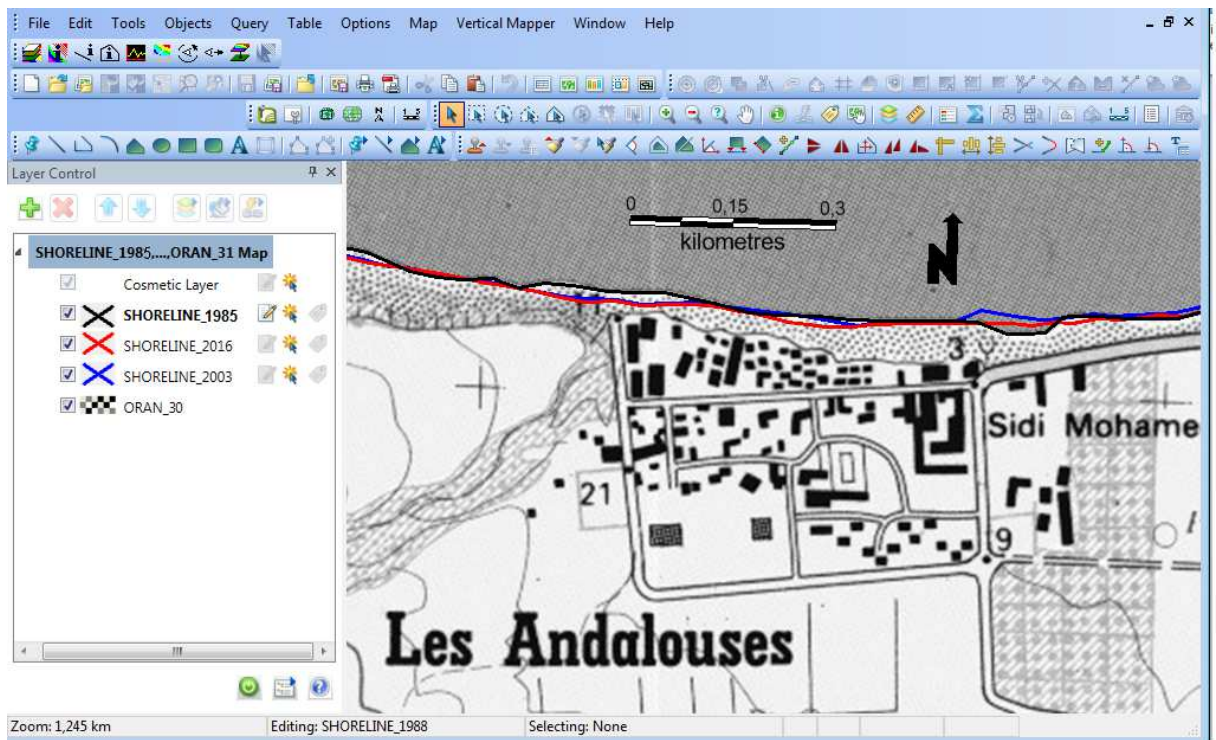 File Edit Tools Objects Query Table Options Map Vertical Mapper Window Help
Layer Control
SHORELINE_1985,...,ORAN_31 Map
Cosmetic Layer
SHORELINE_1985
SHORELINE_2016
SHORELINE_2003
ORAN_30
0 0,15 0,3
kilometres
N
3
Sidi Mohame
21
9
Les Andalouses
Zoom: 1,245 km Editing: SHORELINE_1988 Selecting: None